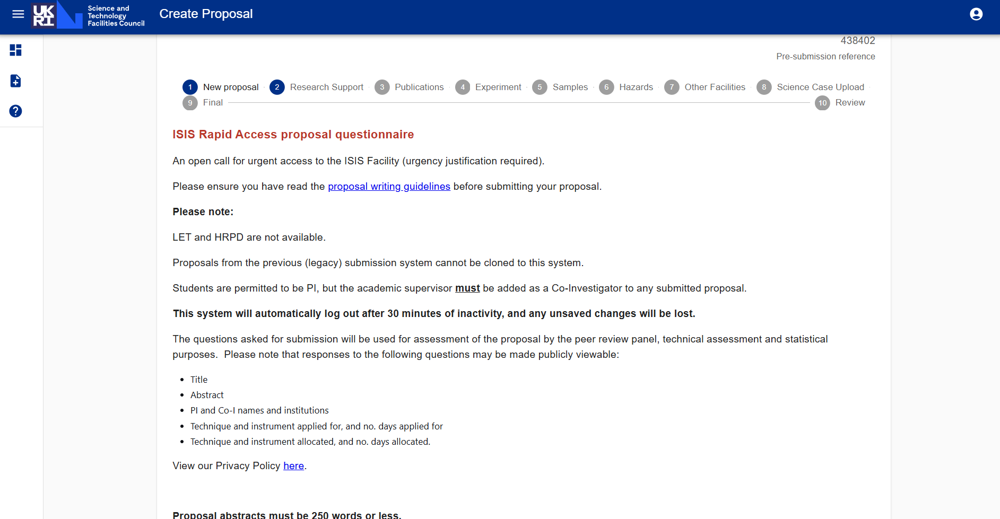 UK
RI
Science and
Technology
Facilities Council
Create Proposal
438402
Pre-submission reference
1 New proposal 2 Research Support 3 Publications 4 Experiment 5 Samples 6 Hazards 7 Other Facilities 8 Science Case Upload
9 Final 10 Review
ISIS Rapid Access proposal questionnaire
An open call for urgent access to the ISIS Facility (urgency justification required).
Please ensure you have read the proposal writing guidelines before submitting your proposal.
Please note:
LET and HRPD are not available.
Proposals from the previous (legacy) submission system cannot be cloned to this system.
Students are permitted to be PI, but the academic supervisor must be added as a Co-Investigator to any submitted proposal.
This system will automatically log out after 30 minutes of inactivity, and any unsaved changes will be lost.
The questions asked for submission will be used for assessment of the proposal by the peer review panel, technical assessment and statistical
purposes.  Please note that responses to the following questions may be made publicly viewable:
• Title
• Abstract
• PI and Co-I names and institutions
• Technique and instrument applied for, and no. days applied for
• Technique and instrument allocated, and no. days allocated.
View our Privacy Policy here.
Proposal abstracts must be 250 words or less.